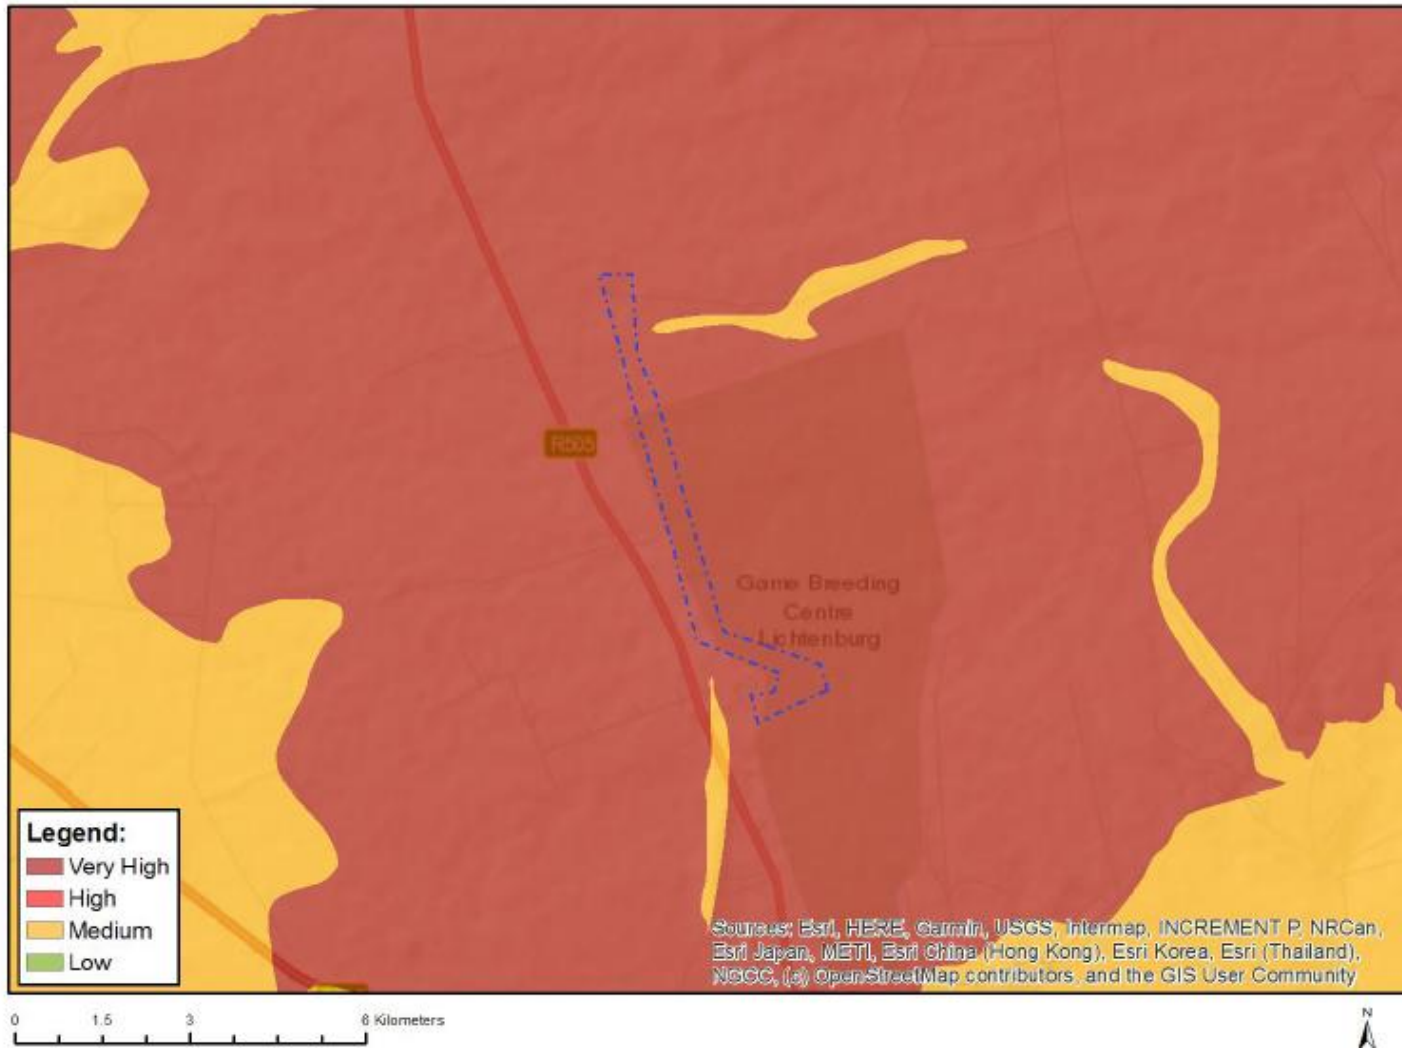 R505
Game Breeding
Centre
Lichtenburg
Legend:
Very High
High
Medium
Low
Sources: Esri, HERE, Garmin, USGS, Intermap, INCREMENT P, NRCan,
Esri Japan, METI, Esri China (Hong Kong), Esri Korea, Esri (Thailand),
NGCC, (c) OpenStreetMap contributors, and the GIS User Community
0 1.5 3 6 Kilometers
N